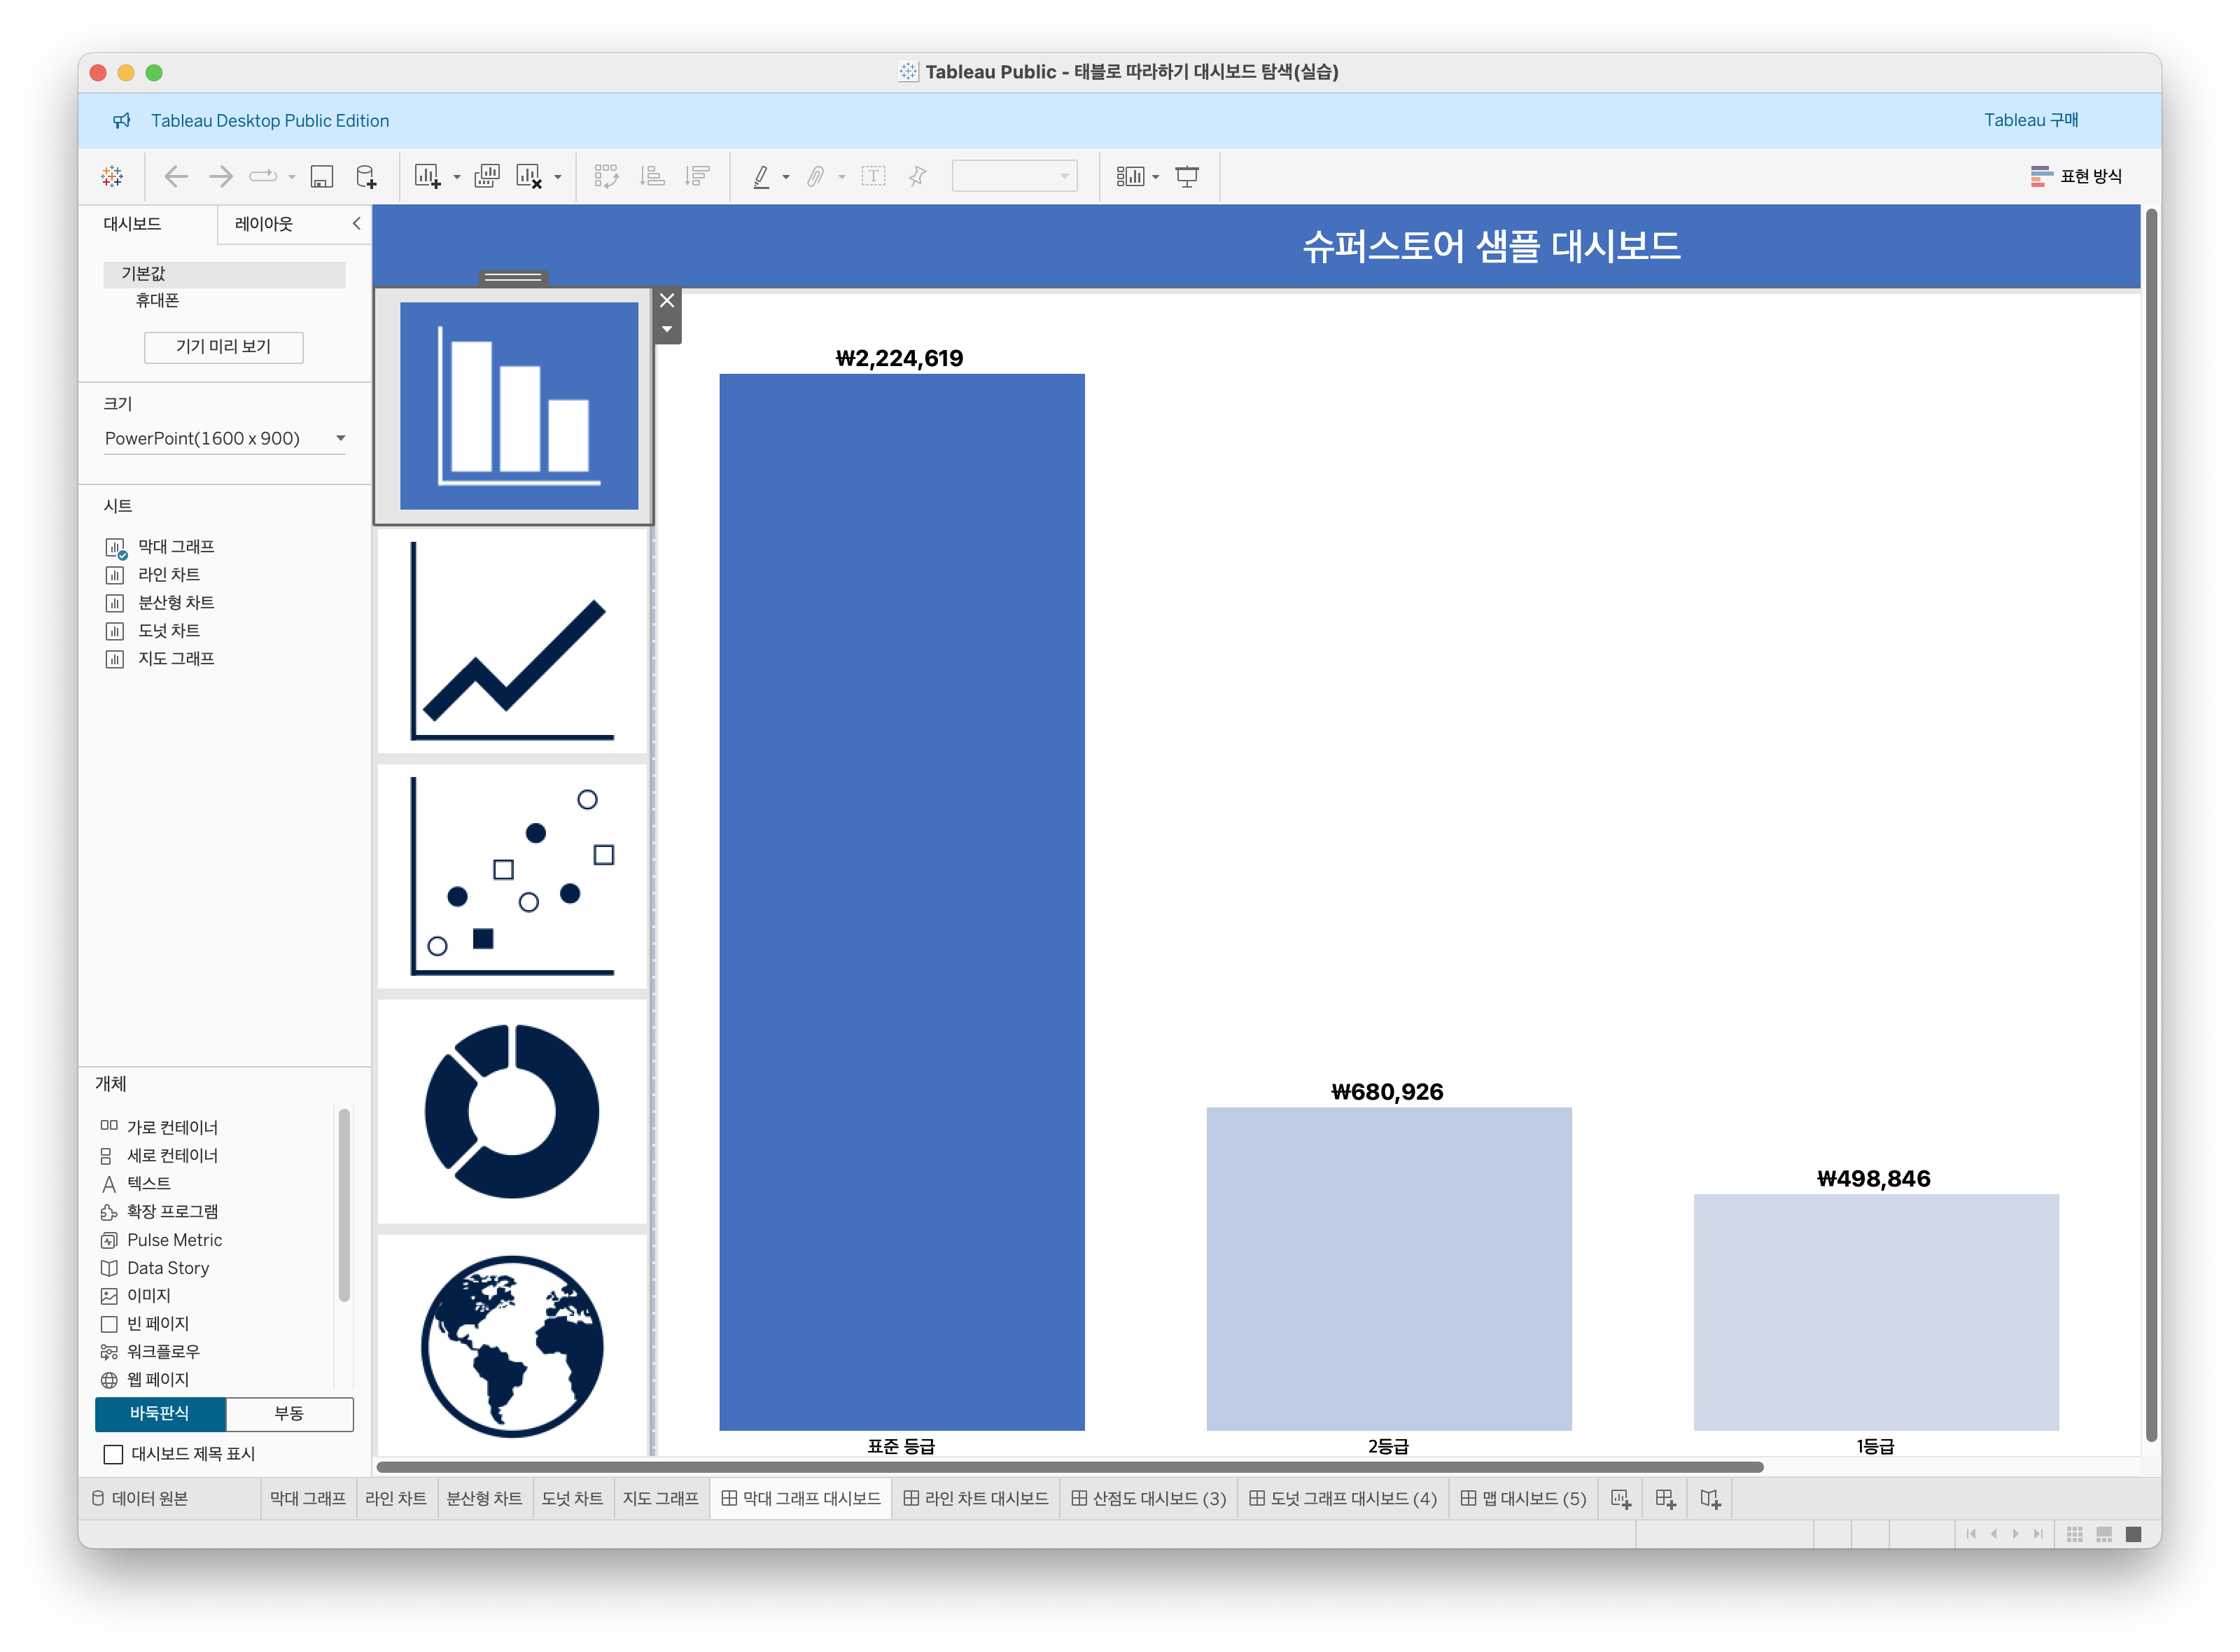 Tableau Public - 태블로 따라하기 대시보드 탐색(실습)
Tableau Desktop Public Edition
Tableau 구매
표현 방식
대시보드
레이아웃
기본값
휴대폰
기기 미리 보기
크기
PowerPoint(1600 x 900)
시트
막대 그래프
라인 차트
분산형 차트
도넛 차트
지도 그래프
개체
가로 컨테이너
세로 컨테이너
텍스트
확장 프로그램
Pulse Metric
Data Story
이미지
빈 페이지
워크플로우
웹 페이지
바둑판식
부동
대시보드 제목 표시
슈퍼스토어 샘플 대시보드
₩2,224,619
₩680,926
₩498,846
표준 등급
2등급
1등급
데이터 원본
막대 그래프
라인 차트
분산형 차트
도넛 차트
지도 그래프
막대 그래프 대시보드
라인 차트 대시보드
산점도 대시보드 (3)
도넛 그래프 대시보드 (4)
맵 대시보드 (5)